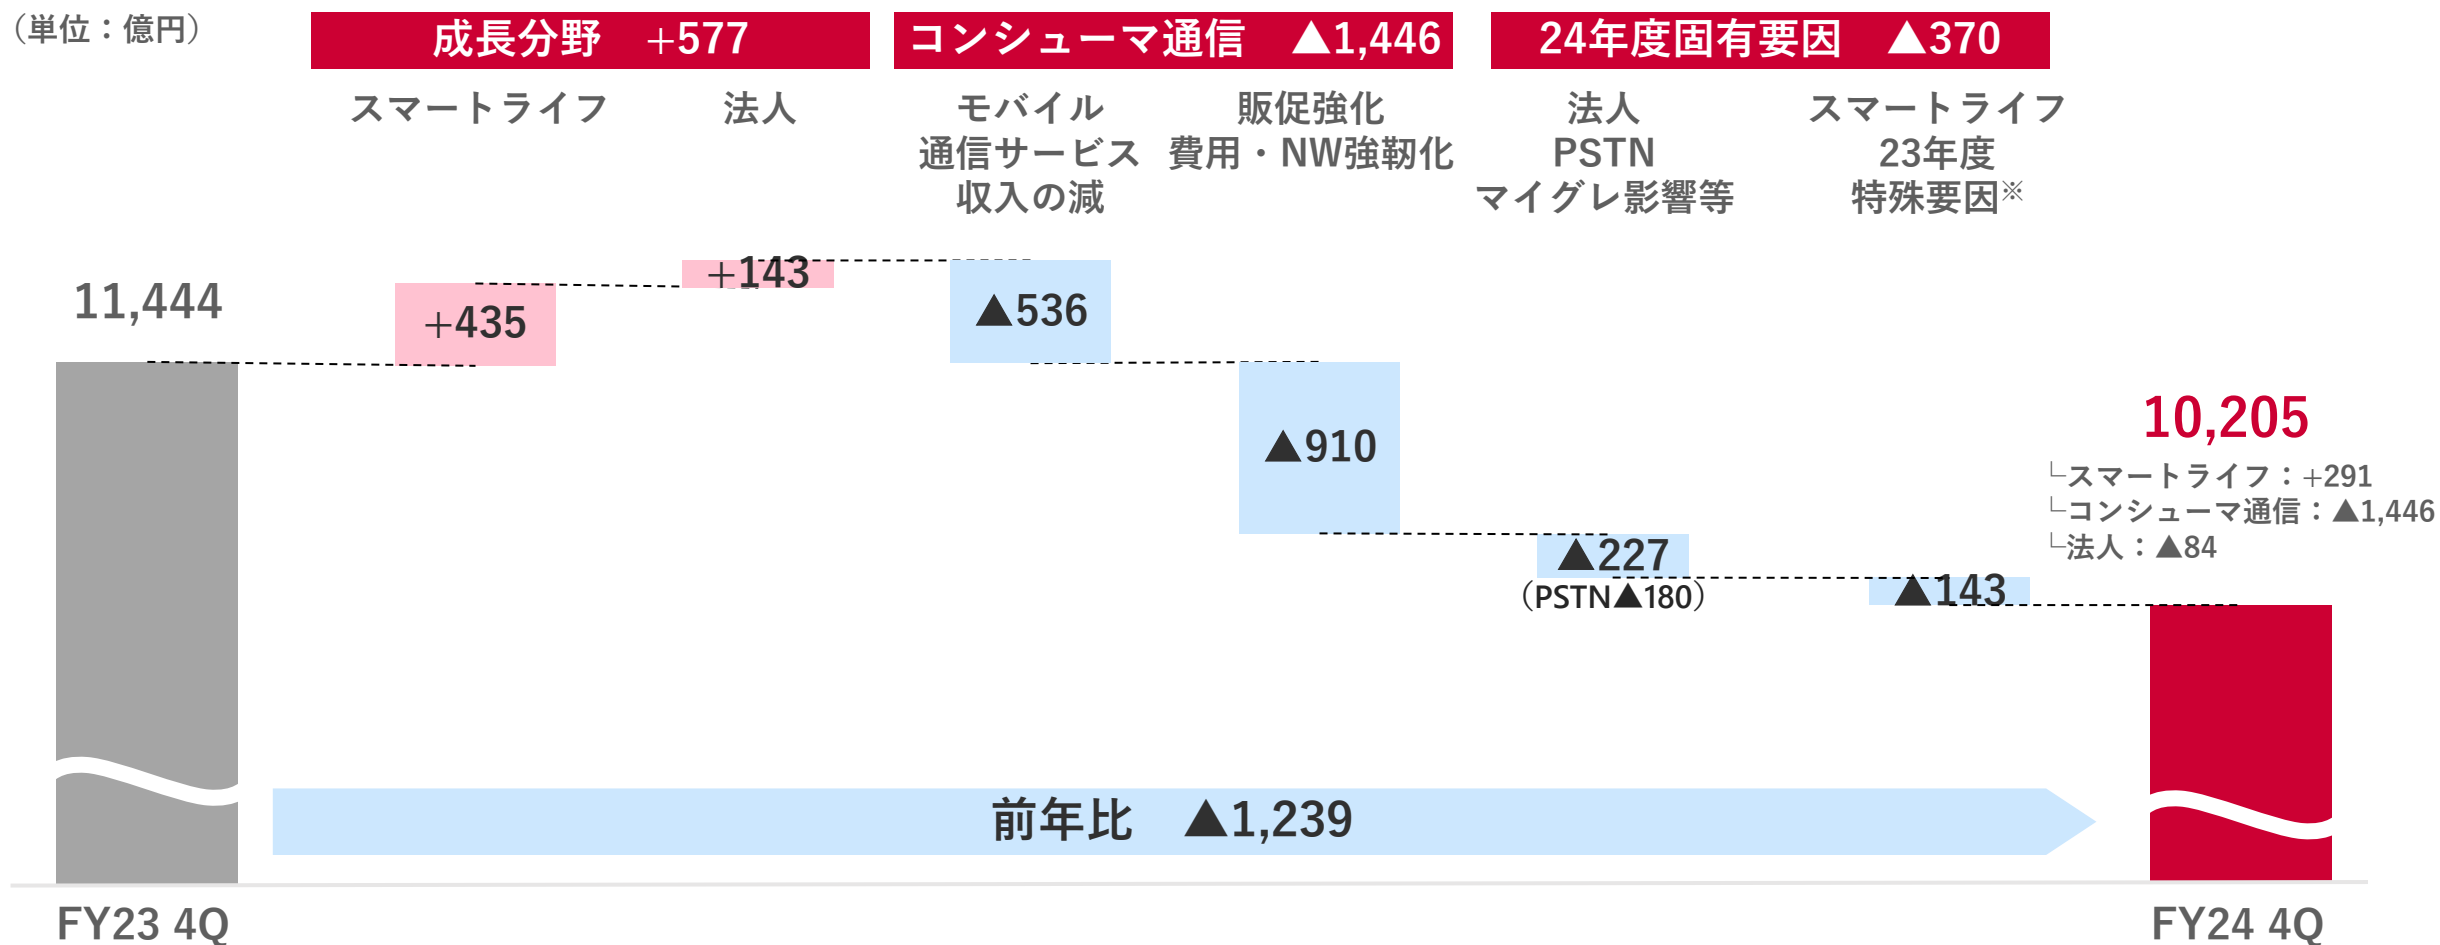 （単位：億円）
成長分野　+577
コンシューマ通信　▲1,446
24年度固有要因　▲370
スマートライフ
法人
モバイル
通信サービス
収入の減
販促強化
費用・NW強靭化
法人
PSTN
マイグレ影響等
スマートライフ
23年度
特殊要因※
11,444
+435
+143
▲536
▲910
▲227
（PSTN▲180）
▲143
10,205
└スマートライフ：+291
└コンシューマ通信：▲1,446
└法人：▲84
前年比　▲1,239
FY23 4Q
FY24 4Q